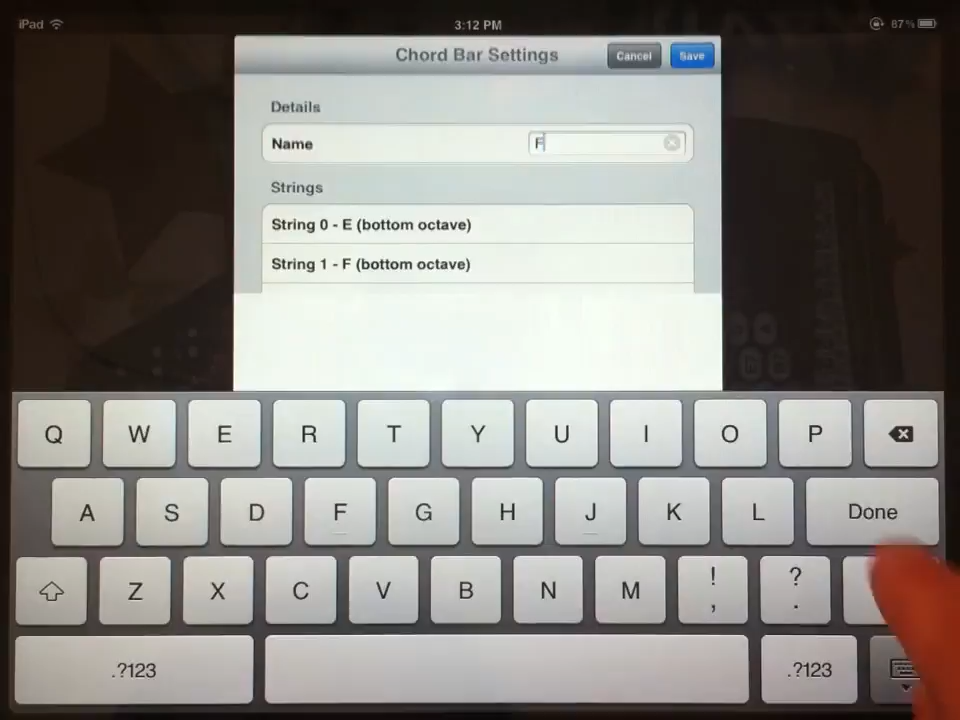 iPad 3:12 PM 87%
Chord Bar Settings Cancel Save
Details
Name F
Strings
String 0 - E (bottom octave)
String 1 - F (bottom octave)
Q W E R T Y U I O P
A S D F G H J K L Done
Z X C V B N M ! , ? .
.?123 .?123